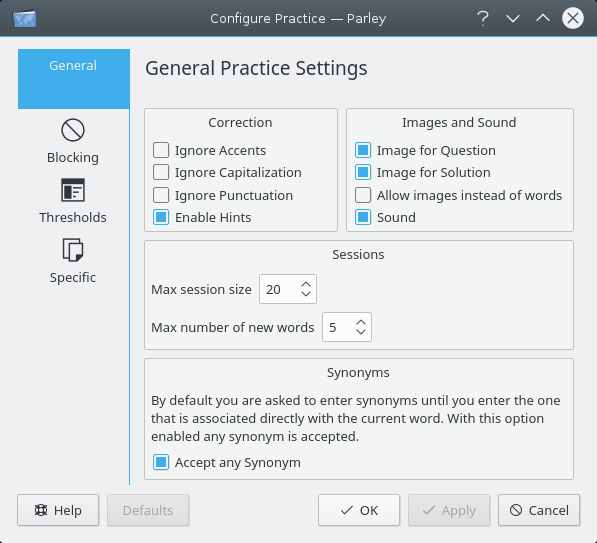 Configure Practice — Parley
General
Blocking
Thresholds
Specific
General Practice Settings
Correction
Ignore Accents
Ignore Capitalization
Ignore Punctuation
Enable Hints
Images and Sound
Image for Question
Image for Solution
Allow images instead of words
Sound
Sessions
Max session size 20
Max number of new words 5
Synonyms
By default you are asked to enter synonyms until you enter the one
that is associated directly with the current word. With this option
enabled any synonym is accepted.
Accept any Synonym
Help Defaults OK Apply Cancel